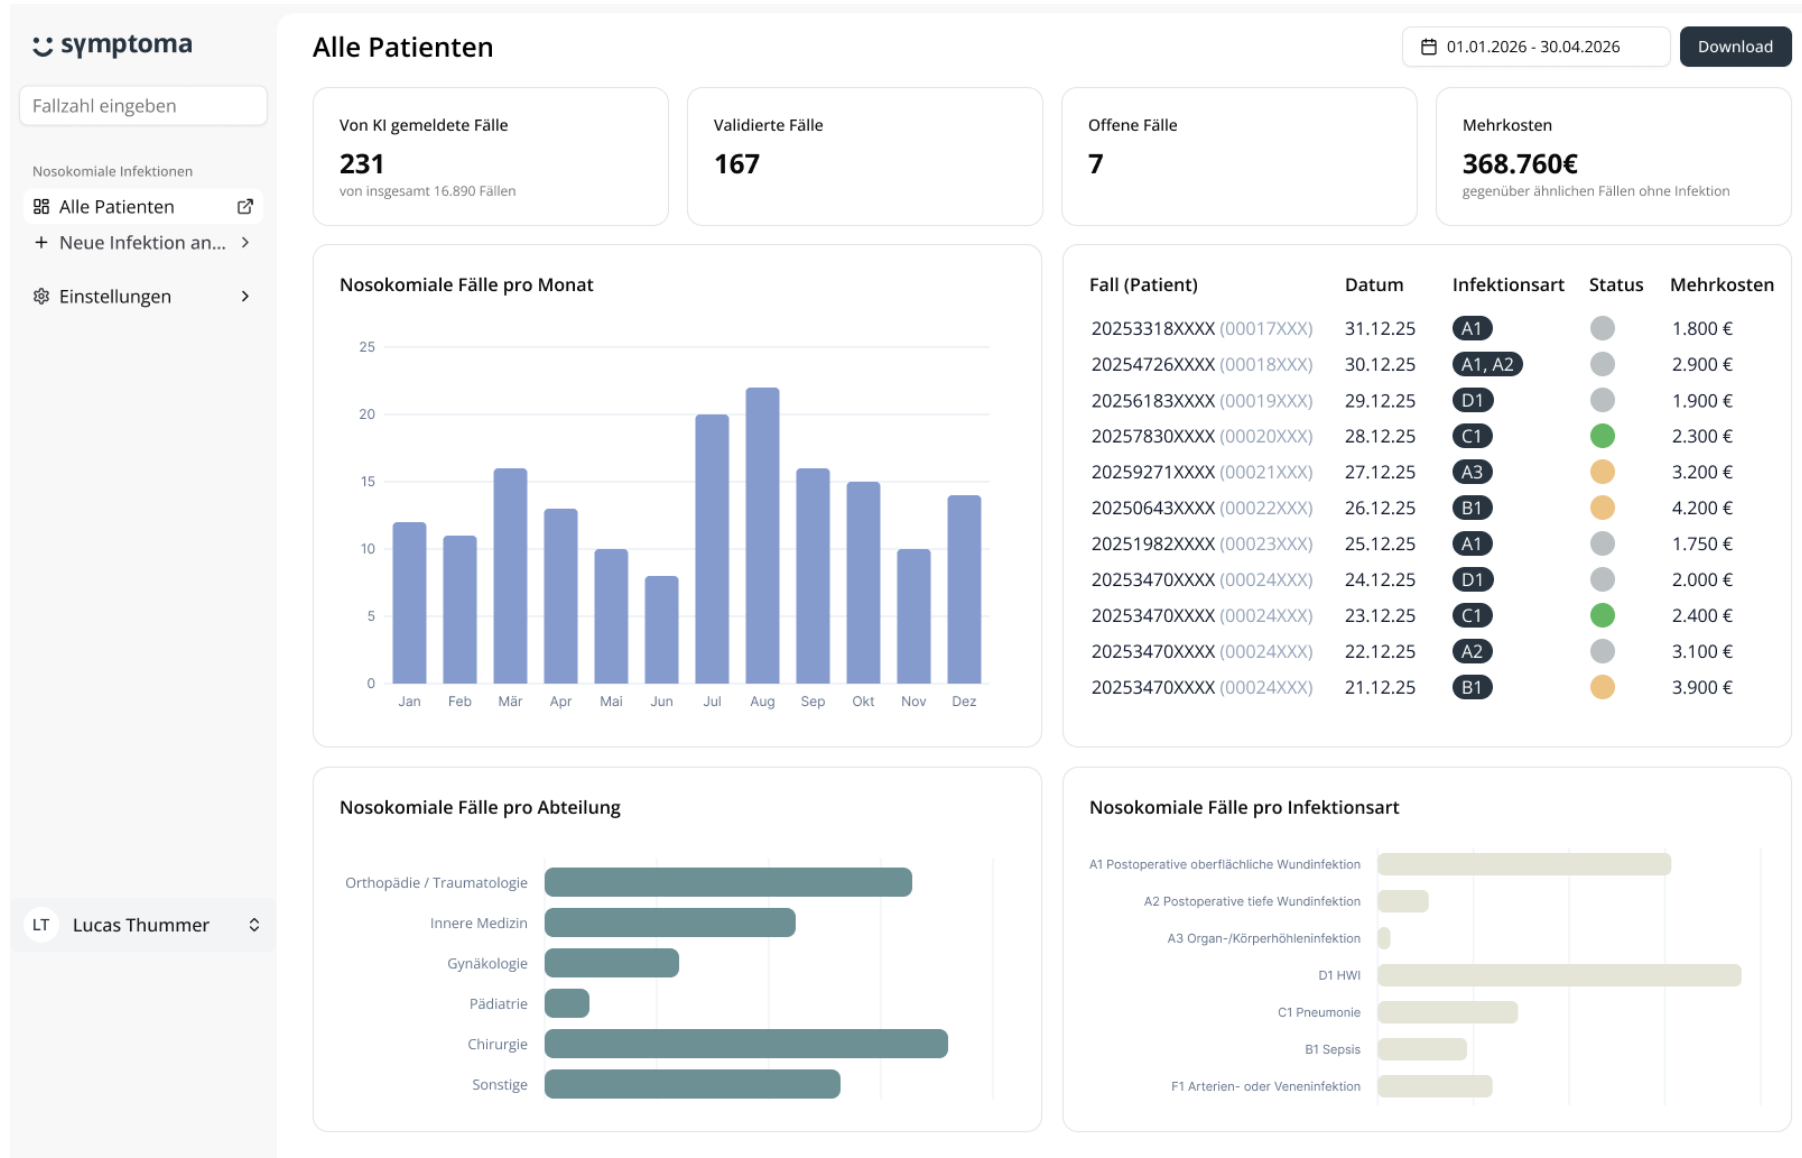 symptoma
Fallzahl eingeben
Nosokomiale Infektionen
Alle Patienten
Neue Infektion an...
Einstellungen
LT Lucas Thummer
Alle Patienten
01.01.2026 - 30.04.2026
Download
Von KI gemeldete Fälle
231
von insgesamt 16.890 Fällen
Validierte Fälle
167
Offene Fälle
7
Mehrkosten
368.760€
gegenüber ähnlichen Fällen ohne Infektion
Nosokomiale Fälle pro Monat
25
20
15
10
5
0
Jan Feb Mär Apr Mai Jun Jul Aug Sep Okt Nov Dez
Fall (Patient) Datum Infektionsart Status Mehrkosten
20253318XXXX (00017XXX) 31.12.25 A1 1.800 €
20254726XXXX (00018XXX) 30.12.25 A1, A2 2.900 €
20256183XXXX (00019XXX) 29.12.25 D1 1.900 €
20257830XXXX (00020XXX) 28.12.25 C1 2.300 €
20259271XXXX (00021XXX) 27.12.25 A3 3.200 €
20250643XXXX (00022XXX) 26.12.25 B1 4.200 €
20251982XXXX (00023XXX) 25.12.25 A1 1.750 €
20253470XXXX (00024XXX) 24.12.25 D1 2.000 €
20253470XXXX (00024XXX) 23.12.25 C1 2.400 €
20253470XXXX (00024XXX) 22.12.25 A2 3.100 €
20253470XXXX (00024XXX) 21.12.25 B1 3.900 €
Nosokomiale Fälle pro Abteilung
Orthopädie / Traumatologie
Innere Medizin
Gynäkologie
Pädiatrie
Chirurgie
Sonstige
Nosokomiale Fälle pro Infektionsart
A1 Postoperative oberflächliche Wundinfektion
A2 Postoperative tiefe Wundinfektion
A3 Organ-/Körperhöhleninfektion
D1 HWI
C1 Pneumonie
B1 Sepsis
F1 Arterien- oder Veneninfektion